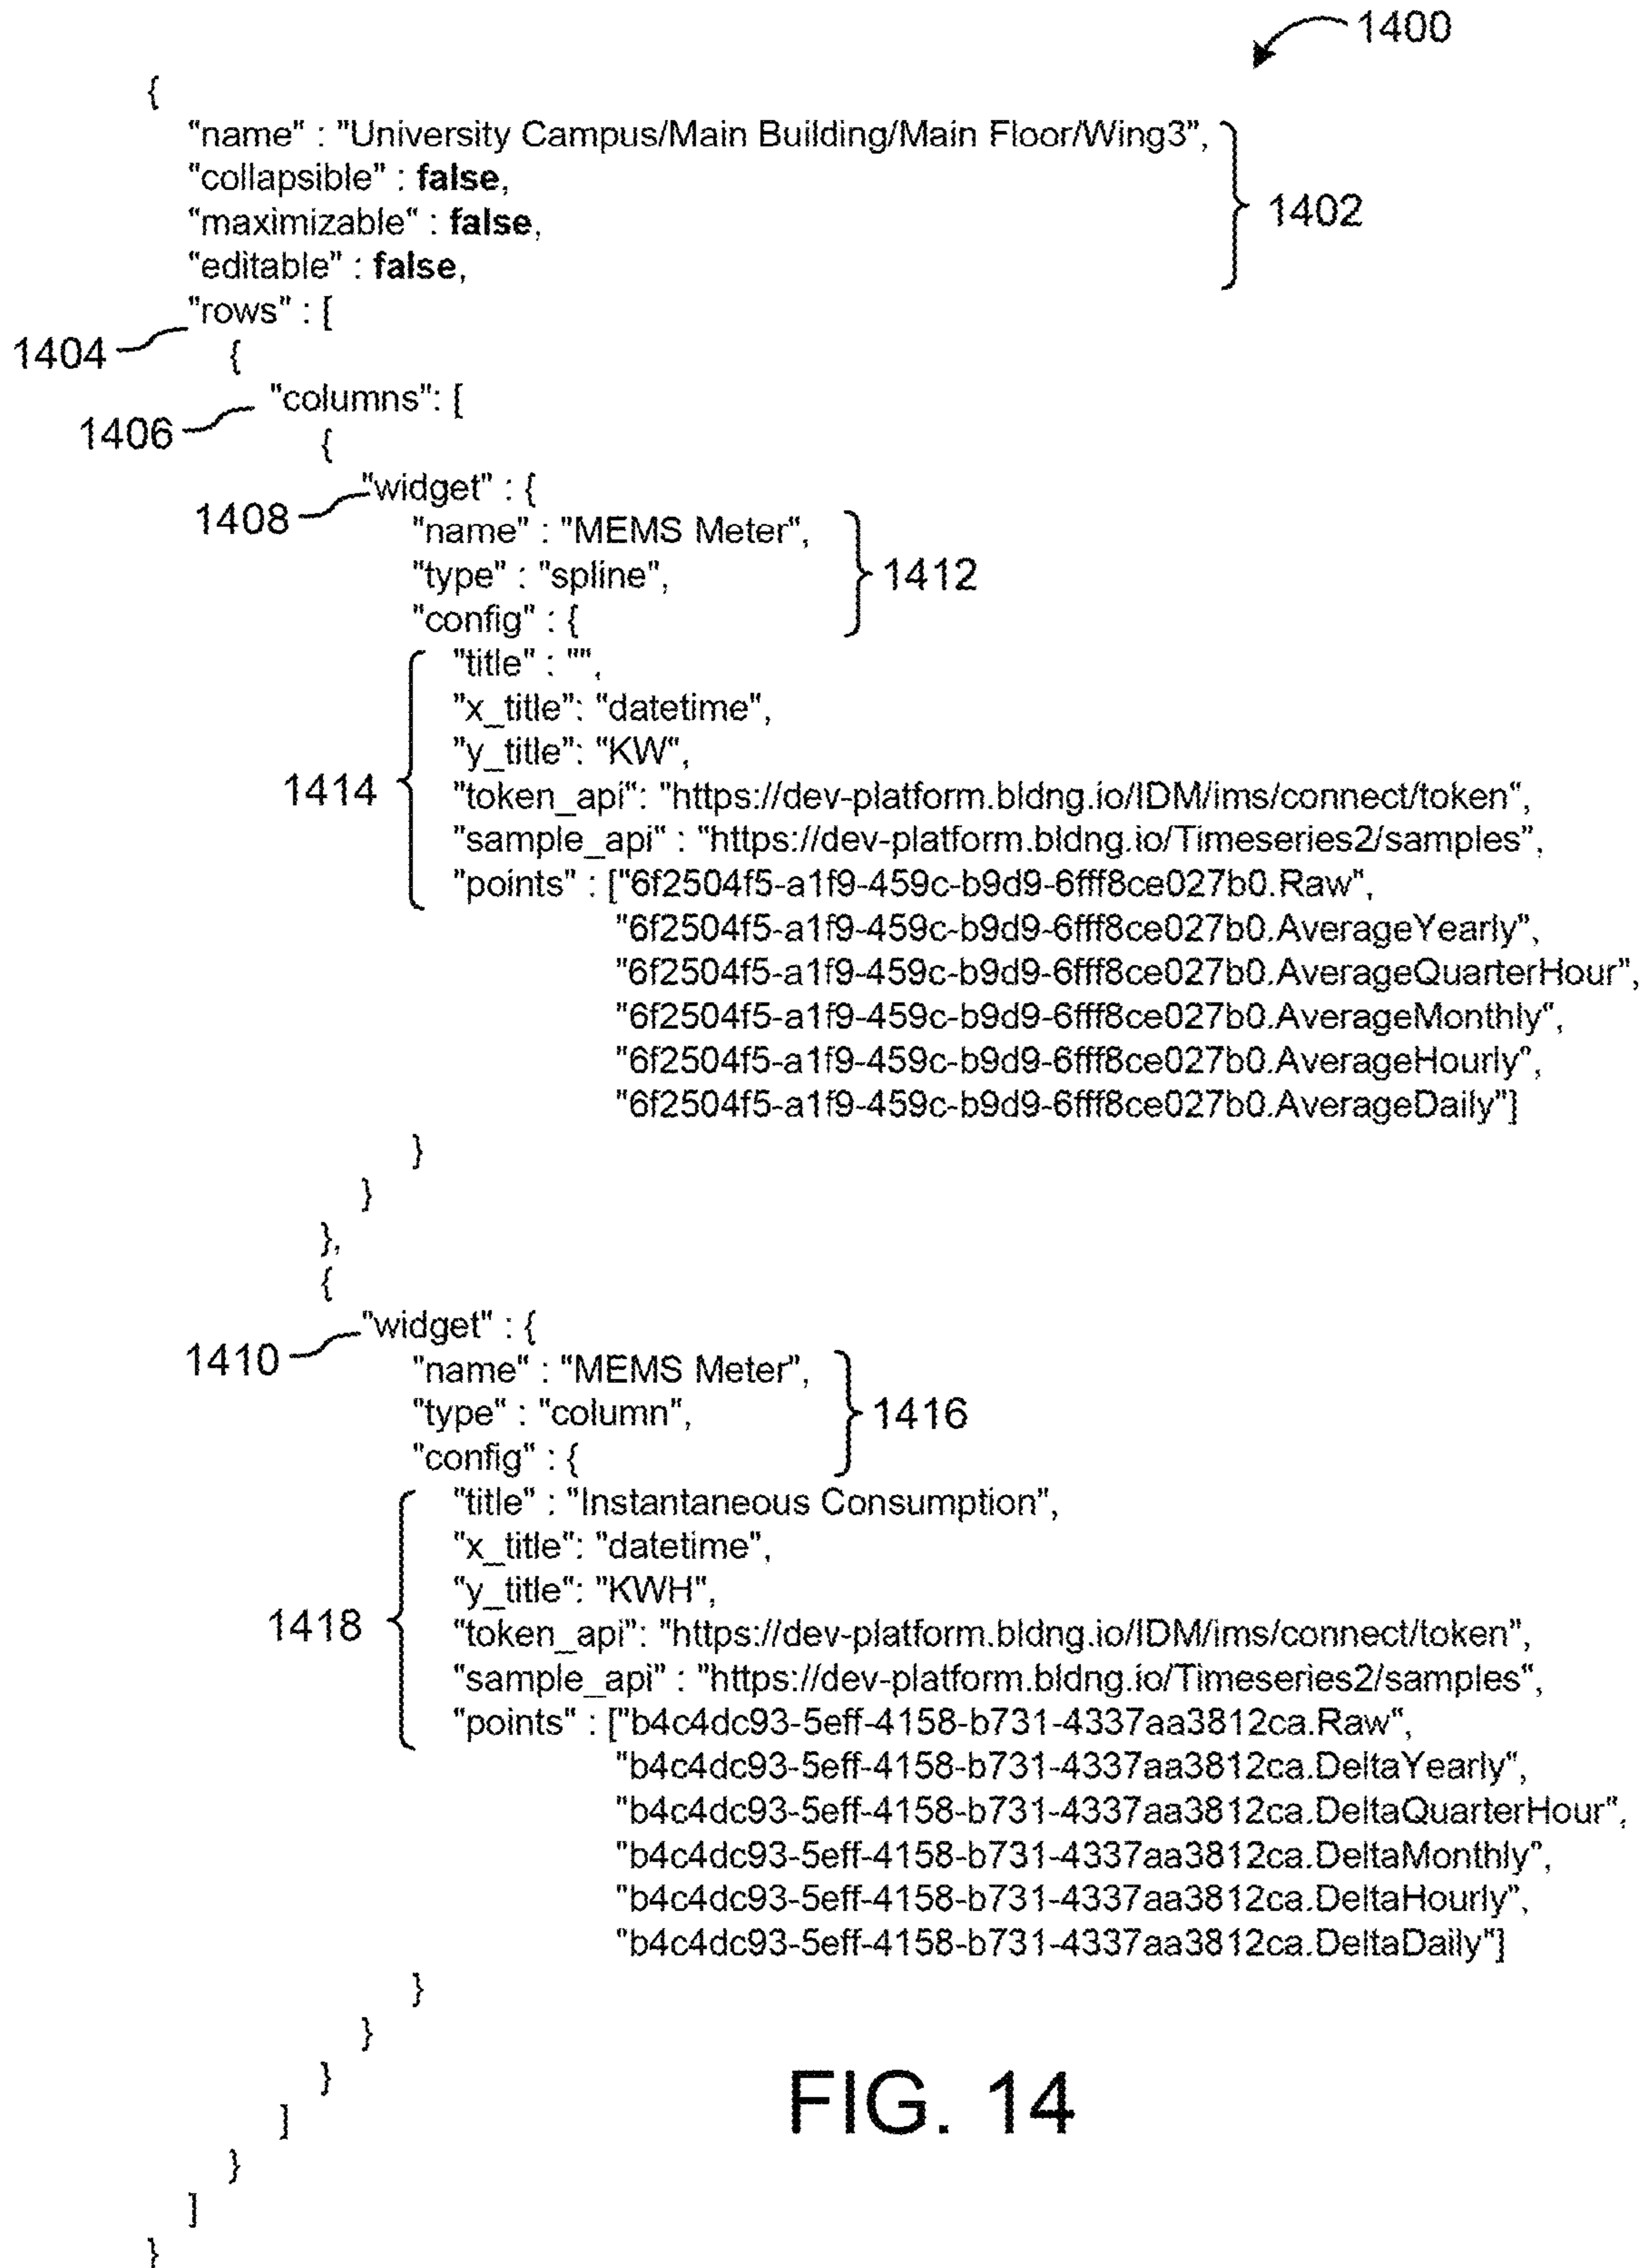 1400
{
"name" : "University Campus/Main Building/Main Floor/Wing3",
"collapsible" : false,
"maximizable" : false,
1402
"editable" : false,
"rows" : [
1404
{
"columns": [
1406
{
"widget" : {
1408
"name" : "MEMS Meter",
"type" : "spline",
1412
"config" : {
"title" : "",
"x_title": "datetime",
"y_title": "KW",
1414
"token_api": "https://dev-platform.bldng.io/IDM/ims/connect/token",
"sample_api" : "https://dev-platform.bldng.io/Timeseries2/samples",
"points" : ["6f2504f5-a1f9-459c-b9d9-6fff8ce027b0.Raw",
"6f2504f5-a1f9-459c-b9d9-6fff8ce027b0.AverageYearly",
"6f2504f5-a1f9-459c-b9d9-6fff8ce027b0.AverageQuarterHour",
"6f2504f5-a1f9-459c-b9d9-6fff8ce027b0.AverageMonthly",
"6f2504f5-a1f9-459c-b9d9-6fff8ce027b0.AverageHourly",
"6f2504f5-a1f9-459c-b9d9-6fff8ce027b0.AverageDaily"]
}
}
},
{
"widget" : {
1410
"name" : "MEMS Meter",
"type" : "column",
1416
"config" : {
"title" : "Instantaneous Consumption",
"x_title": "datetime",
"y_title": "KWH",
1418
"token_api": "https://dev-platform.bldng.io/IDM/ims/connect/token",
"sample_api" : "https://dev-platform.bldng.io/Timeseries2/samples",
"points" : ["b4c4dc93-5eff-4158-b731-4337aa3812ca.Raw",
"b4c4dc93-5eff-4158-b731-4337aa3812ca.DeltaYearly",
"b4c4dc93-5eff-4158-b731-4337aa3812ca.DeltaQuarterHour",
"b4c4dc93-5eff-4158-b731-4337aa3812ca.DeltaMonthly",
"b4c4dc93-5eff-4158-b731-4337aa3812ca.DeltaHourly",
"b4c4dc93-5eff-4158-b731-4337aa3812ca.DeltaDaily"]
}
}
}
]
}
]
}
FIG. 14